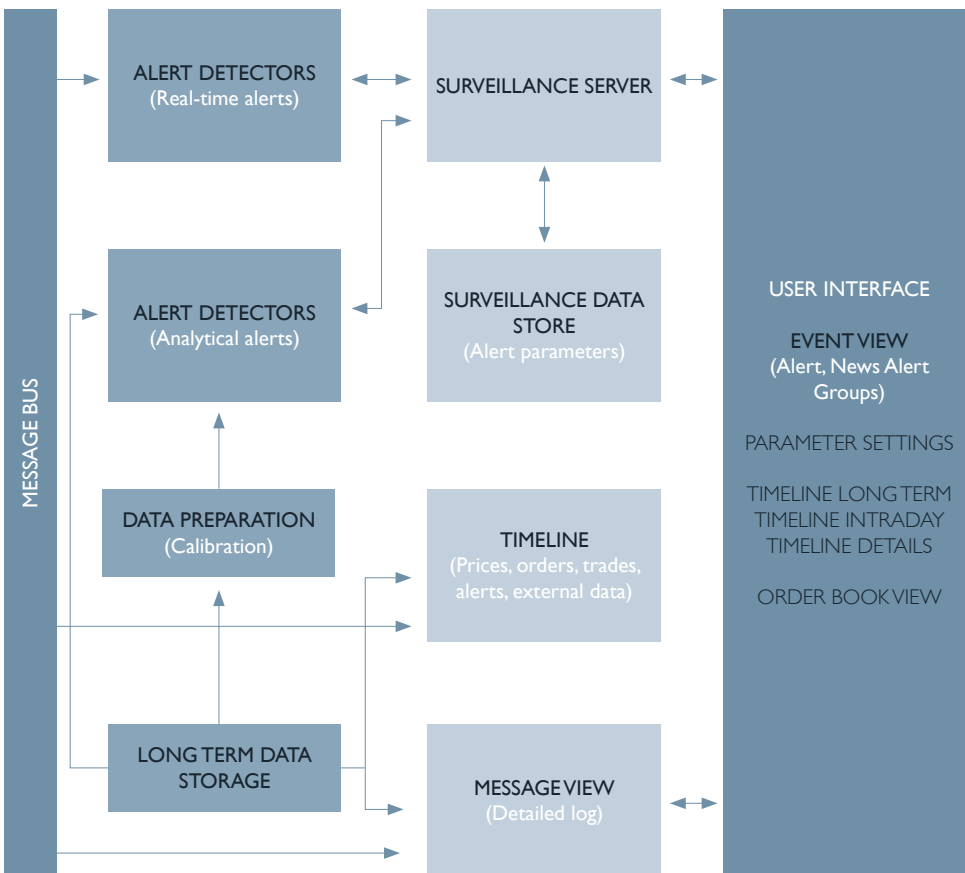 MESSAGE BUS
ALERT DETECTORS
(Real-time alerts)
SURVEILLANCE SERVER
ALERT DETECTORS
(Analytical alerts)
SURVEILLANCE DATA
STORE
(Alert parameters)
DATA PREPARATION
(Calibration)
TIMELINE
(Prices, orders, trades,
alerts, external data)
LONG TERM DATA
STORAGE
MESSAGE VIEW
(Detailed log)
USER INTERFACE
EVENT VIEW
(Alert, News Alert
Groups)
PARAMETER SETTINGS
TIMELINE LONG TERM
TIMELINE INTRADAY
TIMELINE DETAILS
ORDER BOOK VIEW